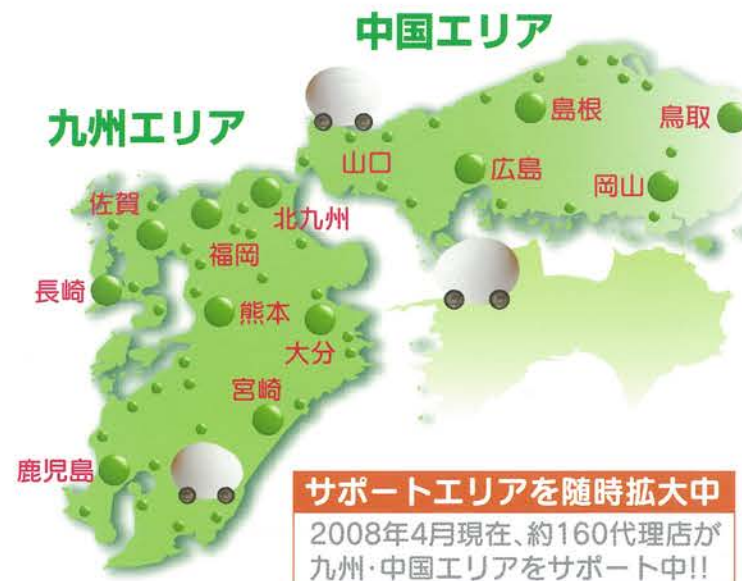 中国エリア
九州エリア
島根
鳥取
山口
広島
岡山
佐賀
北九州
福岡
長崎
熊本
大分
宮崎
鹿児島
サポートエリアを随時拡大中
2008年4月現在、約160代理店が
九州・中国エリアをサポート中!!